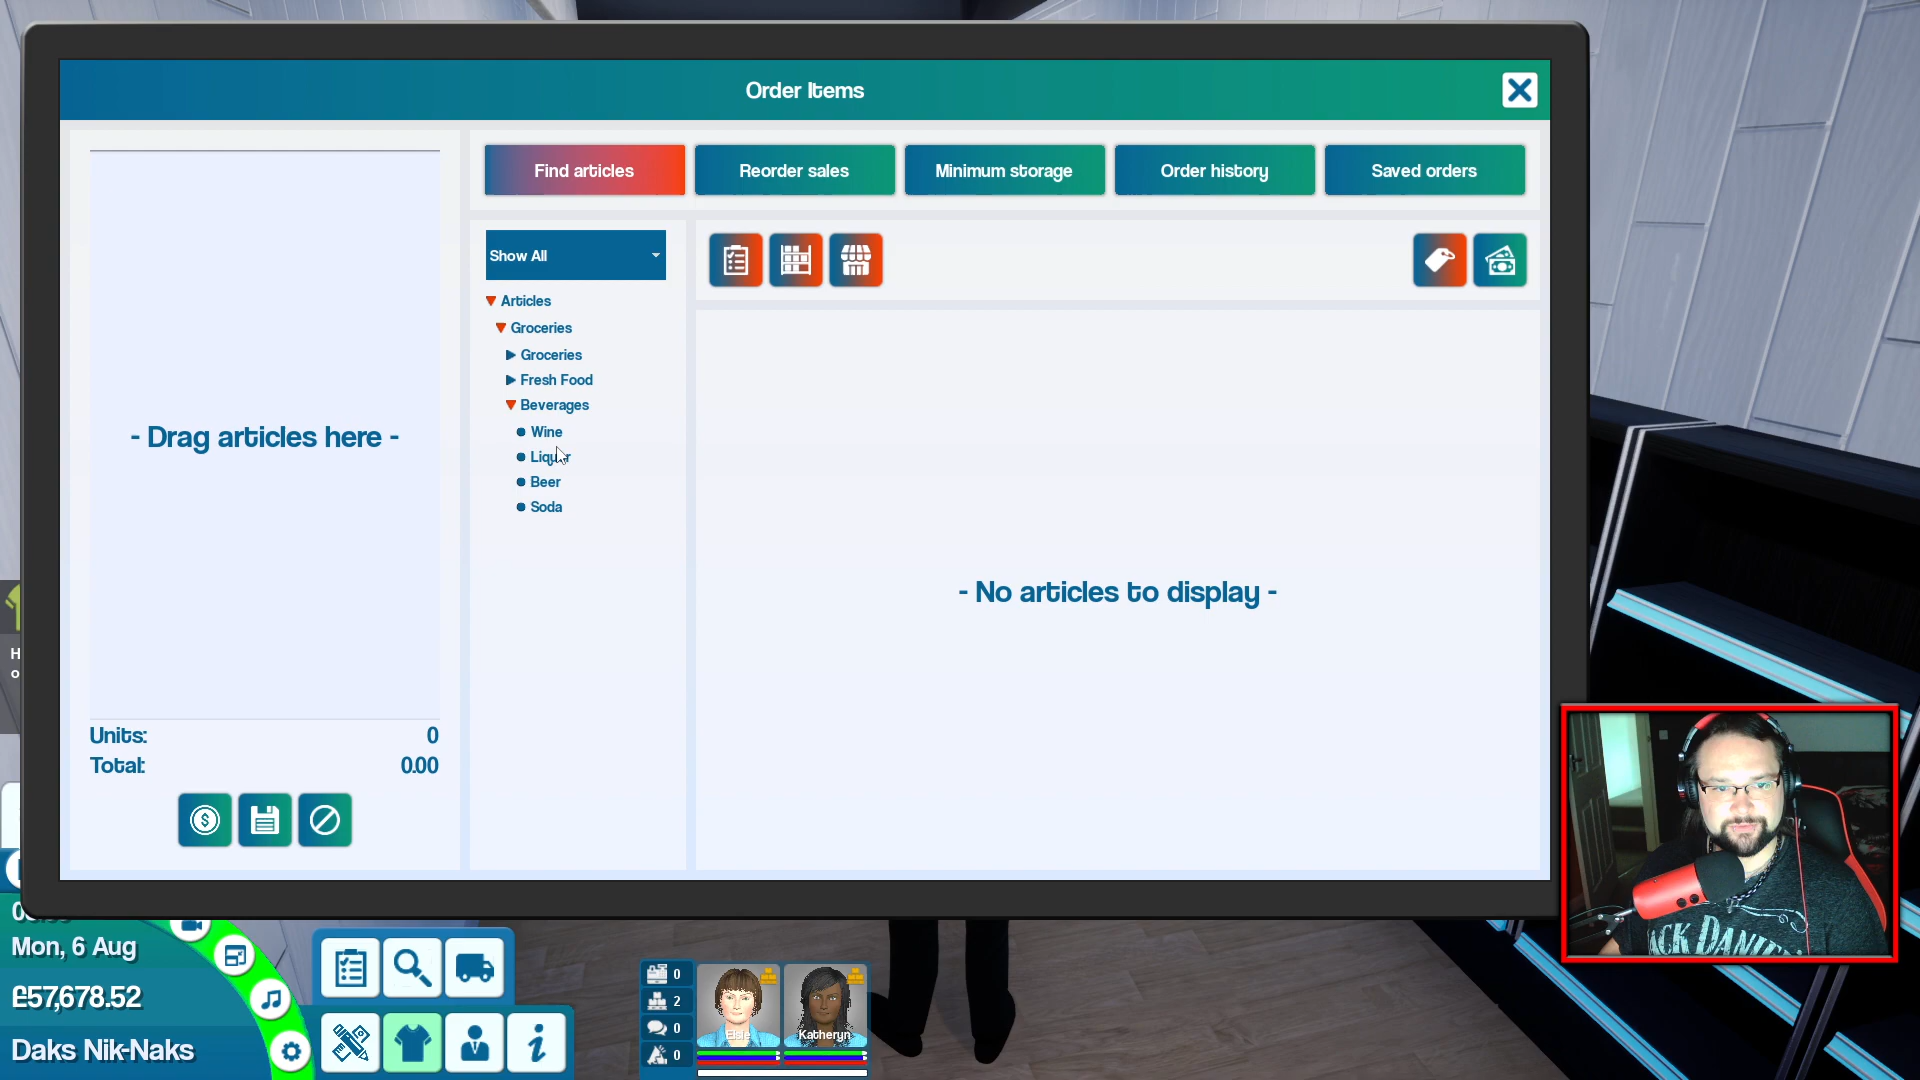 Order Items
Find articles
Reorder sales
Minimum storage
Order history
Saved orders
Show All
Articles
Groceries
Groceries
Fresh Food
Beverages
Wine
Liquor
Beer
Soda
- Drag articles here -
- No articles to display -
Units: 0
Total: 0.00
Mon, 6 Aug
£57,678.52
Daks Nik-Naks
0
2
0
0
Elsie
Katheryn